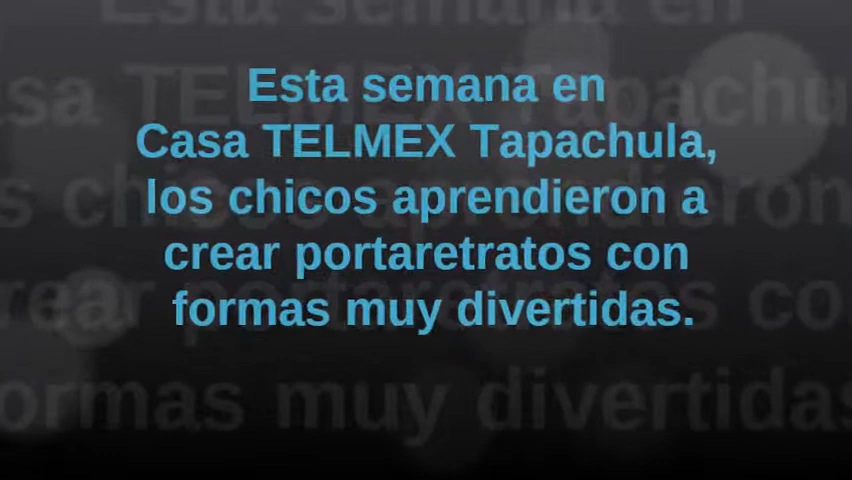 Esta semana en
Casa TELMEX Tapachula,
los chicos aprendieron a
crear portaretratos con
formas muy divertidas.